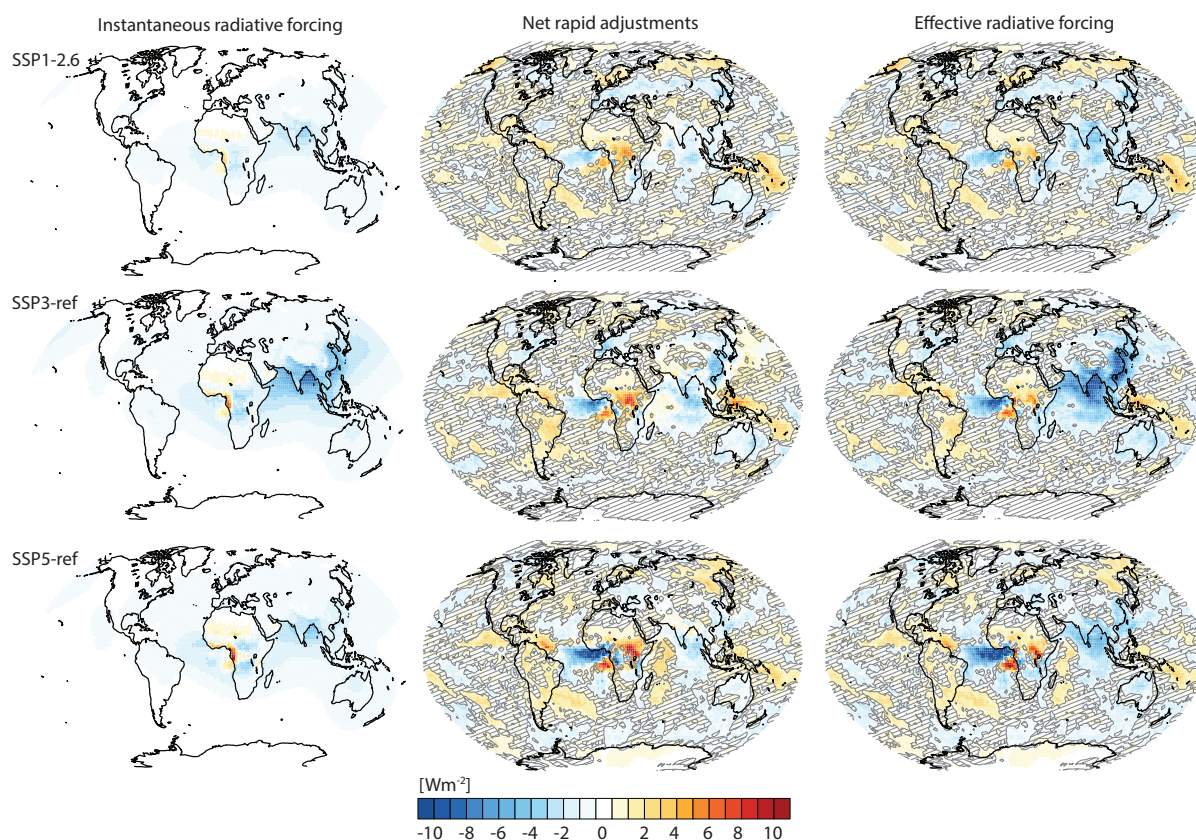 Instantaneous radiative forcing
Net rapid adjustments
Effective radiative forcing
SSP1-2.6
SSP3-ref
SSP5-ref
[Wm⁻²]
-10 -8 -6 -4 -2 0 2 4 6 8 10